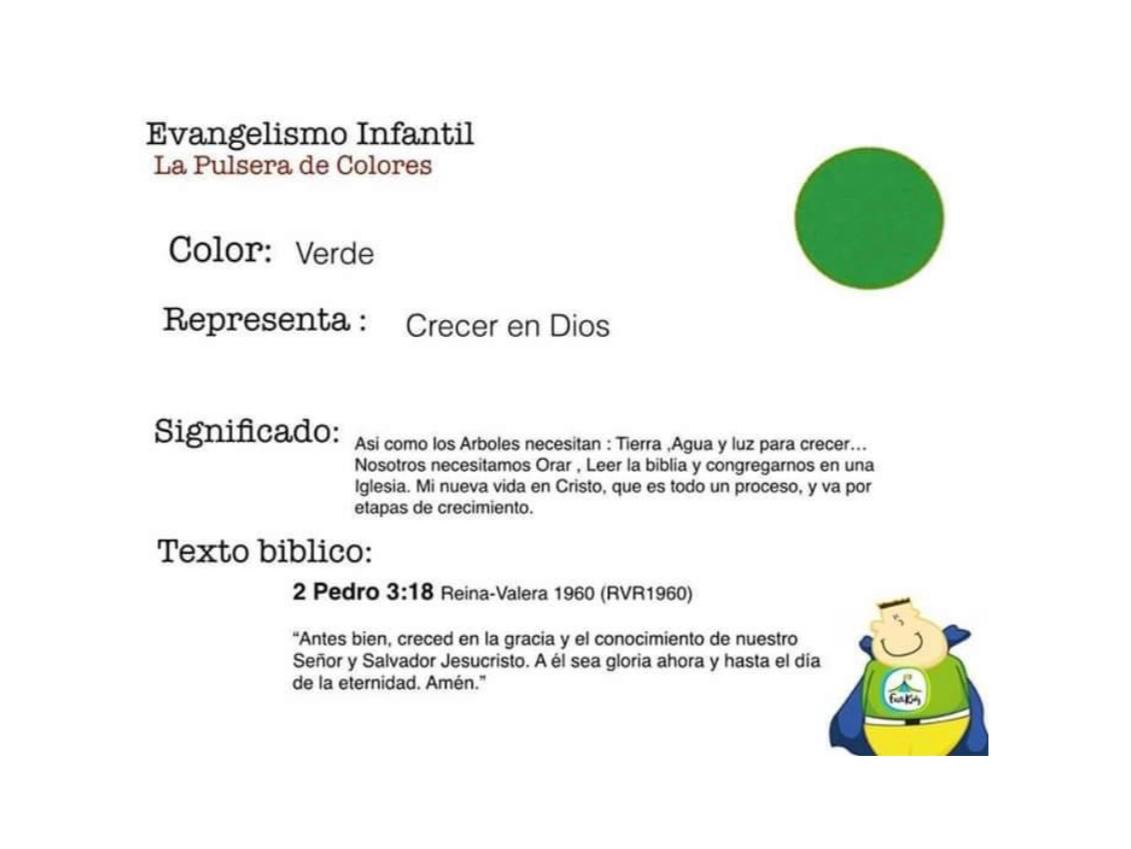 Evangelismo Infantil
La Pulsera de Colores
Color: Verde
Representa : Crecer en Dios
Significado:
Asi como los Arboles necesitan : Tierra ,Agua y luz para crecer...
Nosotros necesitamos Orar , Leer la biblia y congregarnos en una
Iglesia. Mi nueva vida en Cristo, que es todo un proceso, y va por
etapas de crecimiento.
Texto biblico:
2 Pedro 3:18 Reina-Valera 1960 (RVR1960)
“Antes bien, creced en la gracia y el conocimiento de nuestro
Señor y Salvador Jesucristo. A él sea gloria ahora y hasta el día
de la eternidad. Amén.”